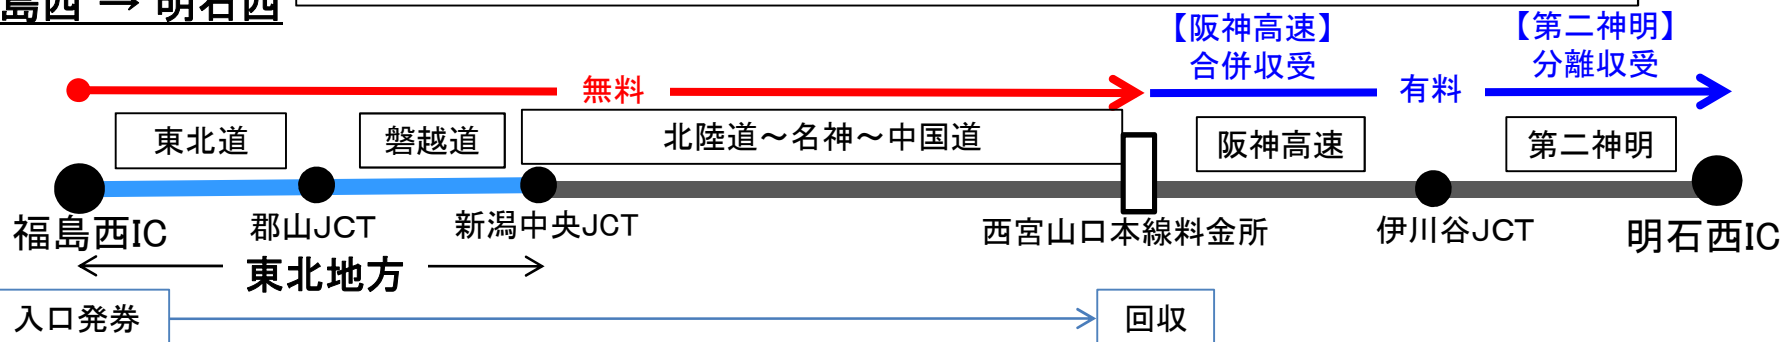 島西 → 明石西
【阪神高速】
合併収受
【第二神明】
分離収受
無料
有料
東北道
磐越道
北陸道～名神～中国道
阪神高速
第二神明
福島西IC
郡山JCT
新潟中央JCT
西宮山口本線料金所
伊川谷JCT
明石西IC
東北地方
入口発券
回収